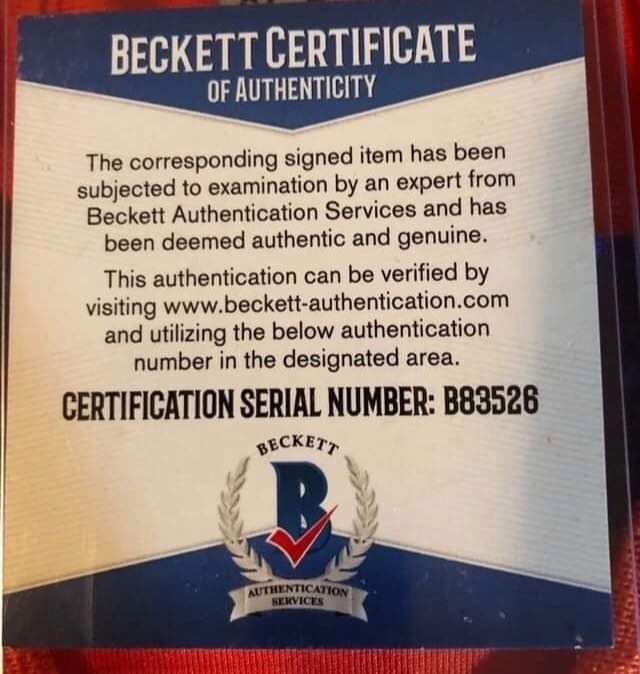 BECKETT CERTIFICATE
OF AUTHENTICITY
The corresponding signed item has been
subjected to examination by an expert from
Beckett Authentication Services and has
been deemed authentic and genuine.
This authentication can be verified by
visiting www.beckett-authentication.com
and utilizing the below authentication
number in the designated area.
CERTIFICATION SERIAL NUMBER: B83526
BECKETT
B
AUTHENTICATION
SERVICES